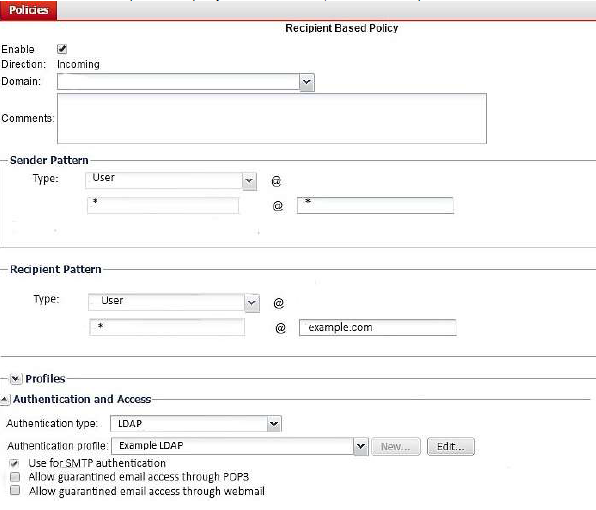 Policies
Recipient Based Policy
Enable
Direction: Incoming
Domain:
Comments:
Sender Pattern
Type: User @
* @ *
Recipient Pattern
Type: User @
* @ example.com
Profiles
Authentication and Access
Authentication type: LDAP
Authentication profile: Example LDAP New... Edit...
Use for SMTP authentication
Allow guarantined email access through POP3
Allow guarantined email access through webmail